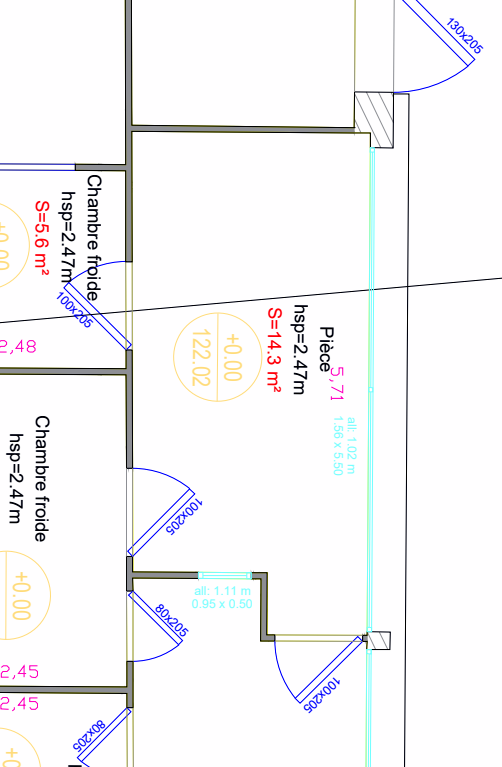 130x205
Chambre froide
hsp=2.47m
S=5.6 m²
+0.00
100x205
2,48
Pièce
hsp=2.47m
S=14.3 m²
5,71
+0.00
122.02
all: 1.02 m
1.56 x 5.50
Chambre froide
hsp=2.47m
+0.00
100x205
all: 1.11 m
0.95 x 0.50
80x205
100x205
2,45
2,45
80x205